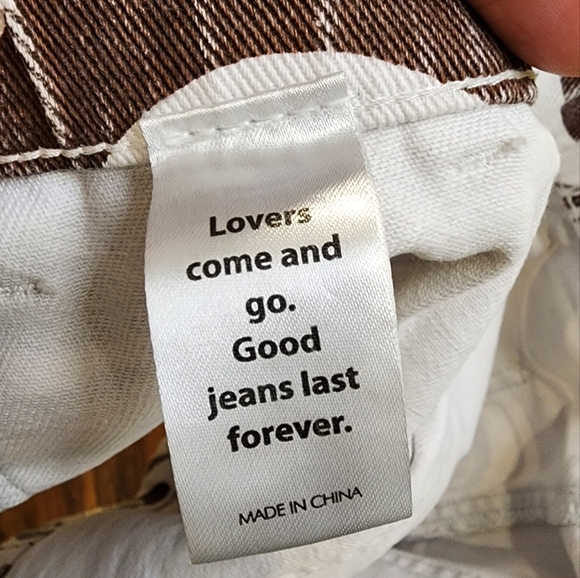 Lovers
come and
go.
Good
jeans last
forever.
MADE IN CHINA